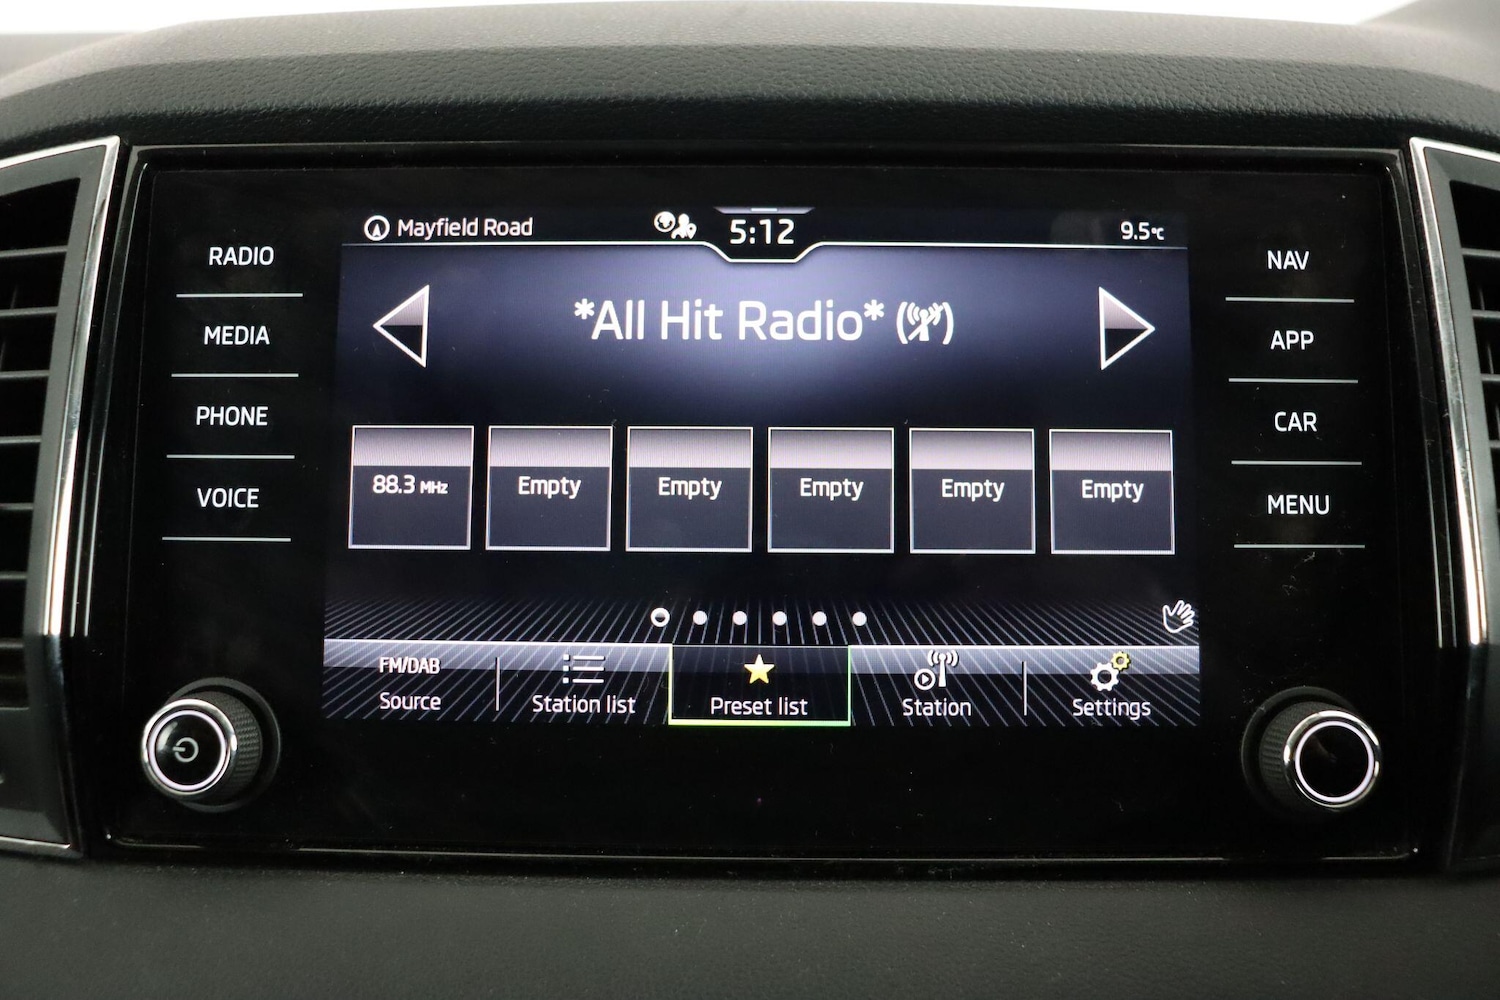 RADIO
MEDIA
PHONE
VOICE
Mayfield Road
5:12
9.5°C
*All Hit Radio*
88.3 MHz
Empty
Empty
Empty
Empty
Empty
FM/DAB
Source
Station list
Preset list
Station
Settings
NAV
APP
CAR
MENU